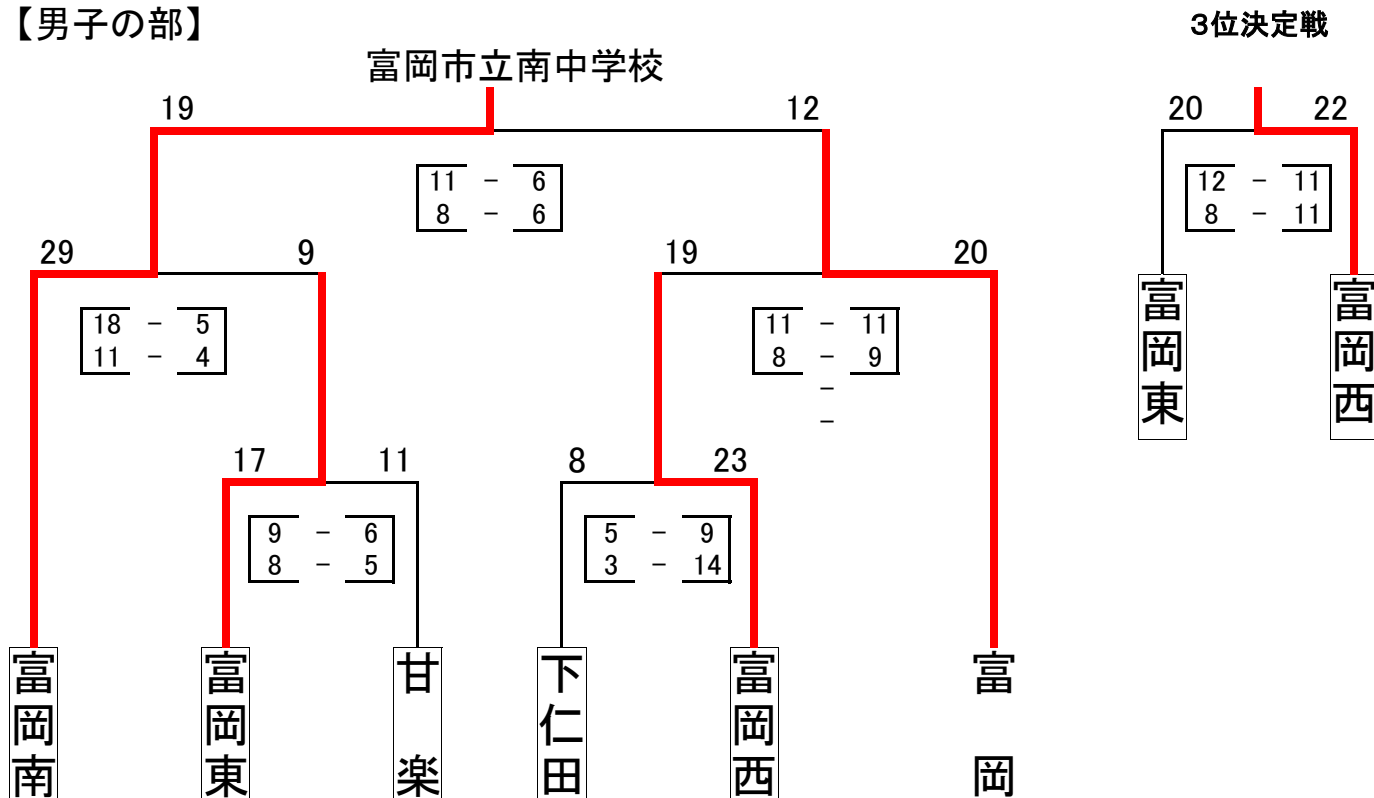 【男子の部】
3位決定戦
富岡市立南中学校
19 12
20 22
11 - 6
8 - 6
12 - 11
8 - 11
29 9 19 20
18 - 5
11 - 4
11 - 11
8 - 9
-
-
富岡東
富岡西
17 11 8 23
9 - 6
8 - 5
5 - 9
3 - 14
富岡南
富岡東
甘楽
下仁田
富岡西
富岡